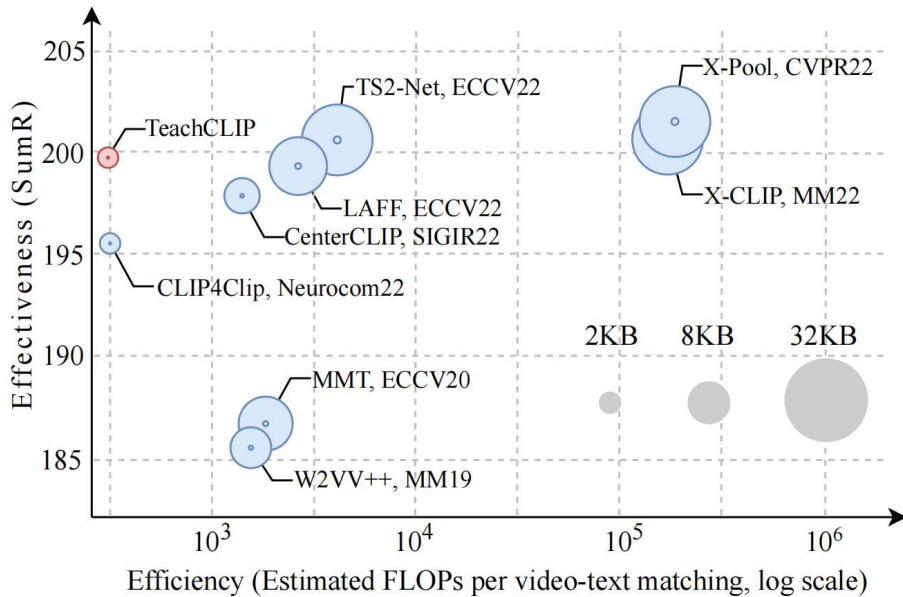 205
X-Pool, CVPR22
TS2-Net, ECCV22
TeachCLIP
200
X-CLIP, MM22
LAFF, ECCV22
CenterCLIP, SIGIR22
195
CLIP4Clip, Neurocom22
190
2KB 8KB 32KB
MMT, ECCV20
185
W2VV++, MM19
10³ 10⁴ 10⁵ 10⁶
Efficiency (Estimated FLOPs per video-text matching, log scale)
Effectiveness (SumR)